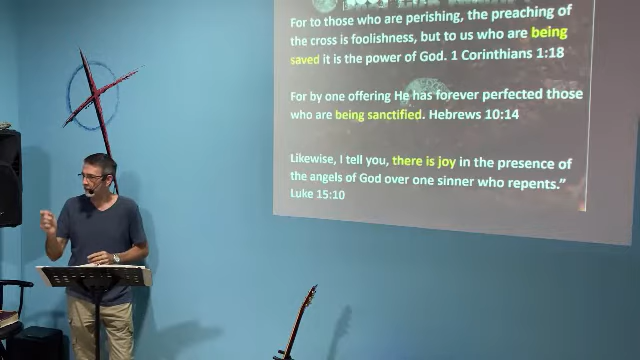 For to those who are perishing, the preaching of
the cross is foolishness, but to us who are being
saved it is the power of God. 1 Corinthians 1:18
For by one offering He has forever perfected those
who are being sanctified. Hebrews 10:14
Likewise, I tell you, there is joy in the presence of
the angels of God over one sinner who repents.”
Luke 15:10